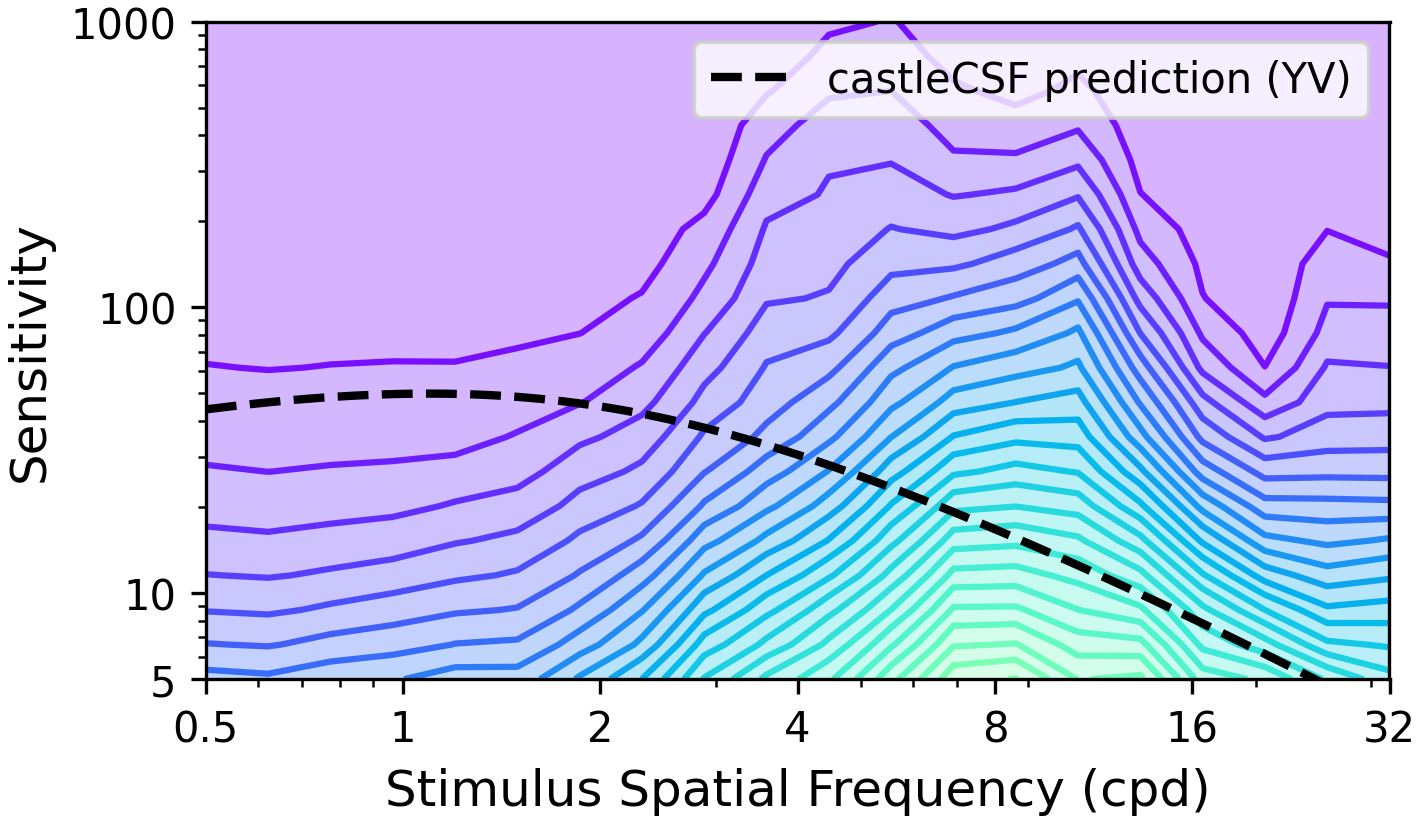 1000
100
10
5
Sensitivity
castleCSF prediction (YV)
0.5 1 2 4 8 16 32
Stimulus Spatial Frequency (cpd)